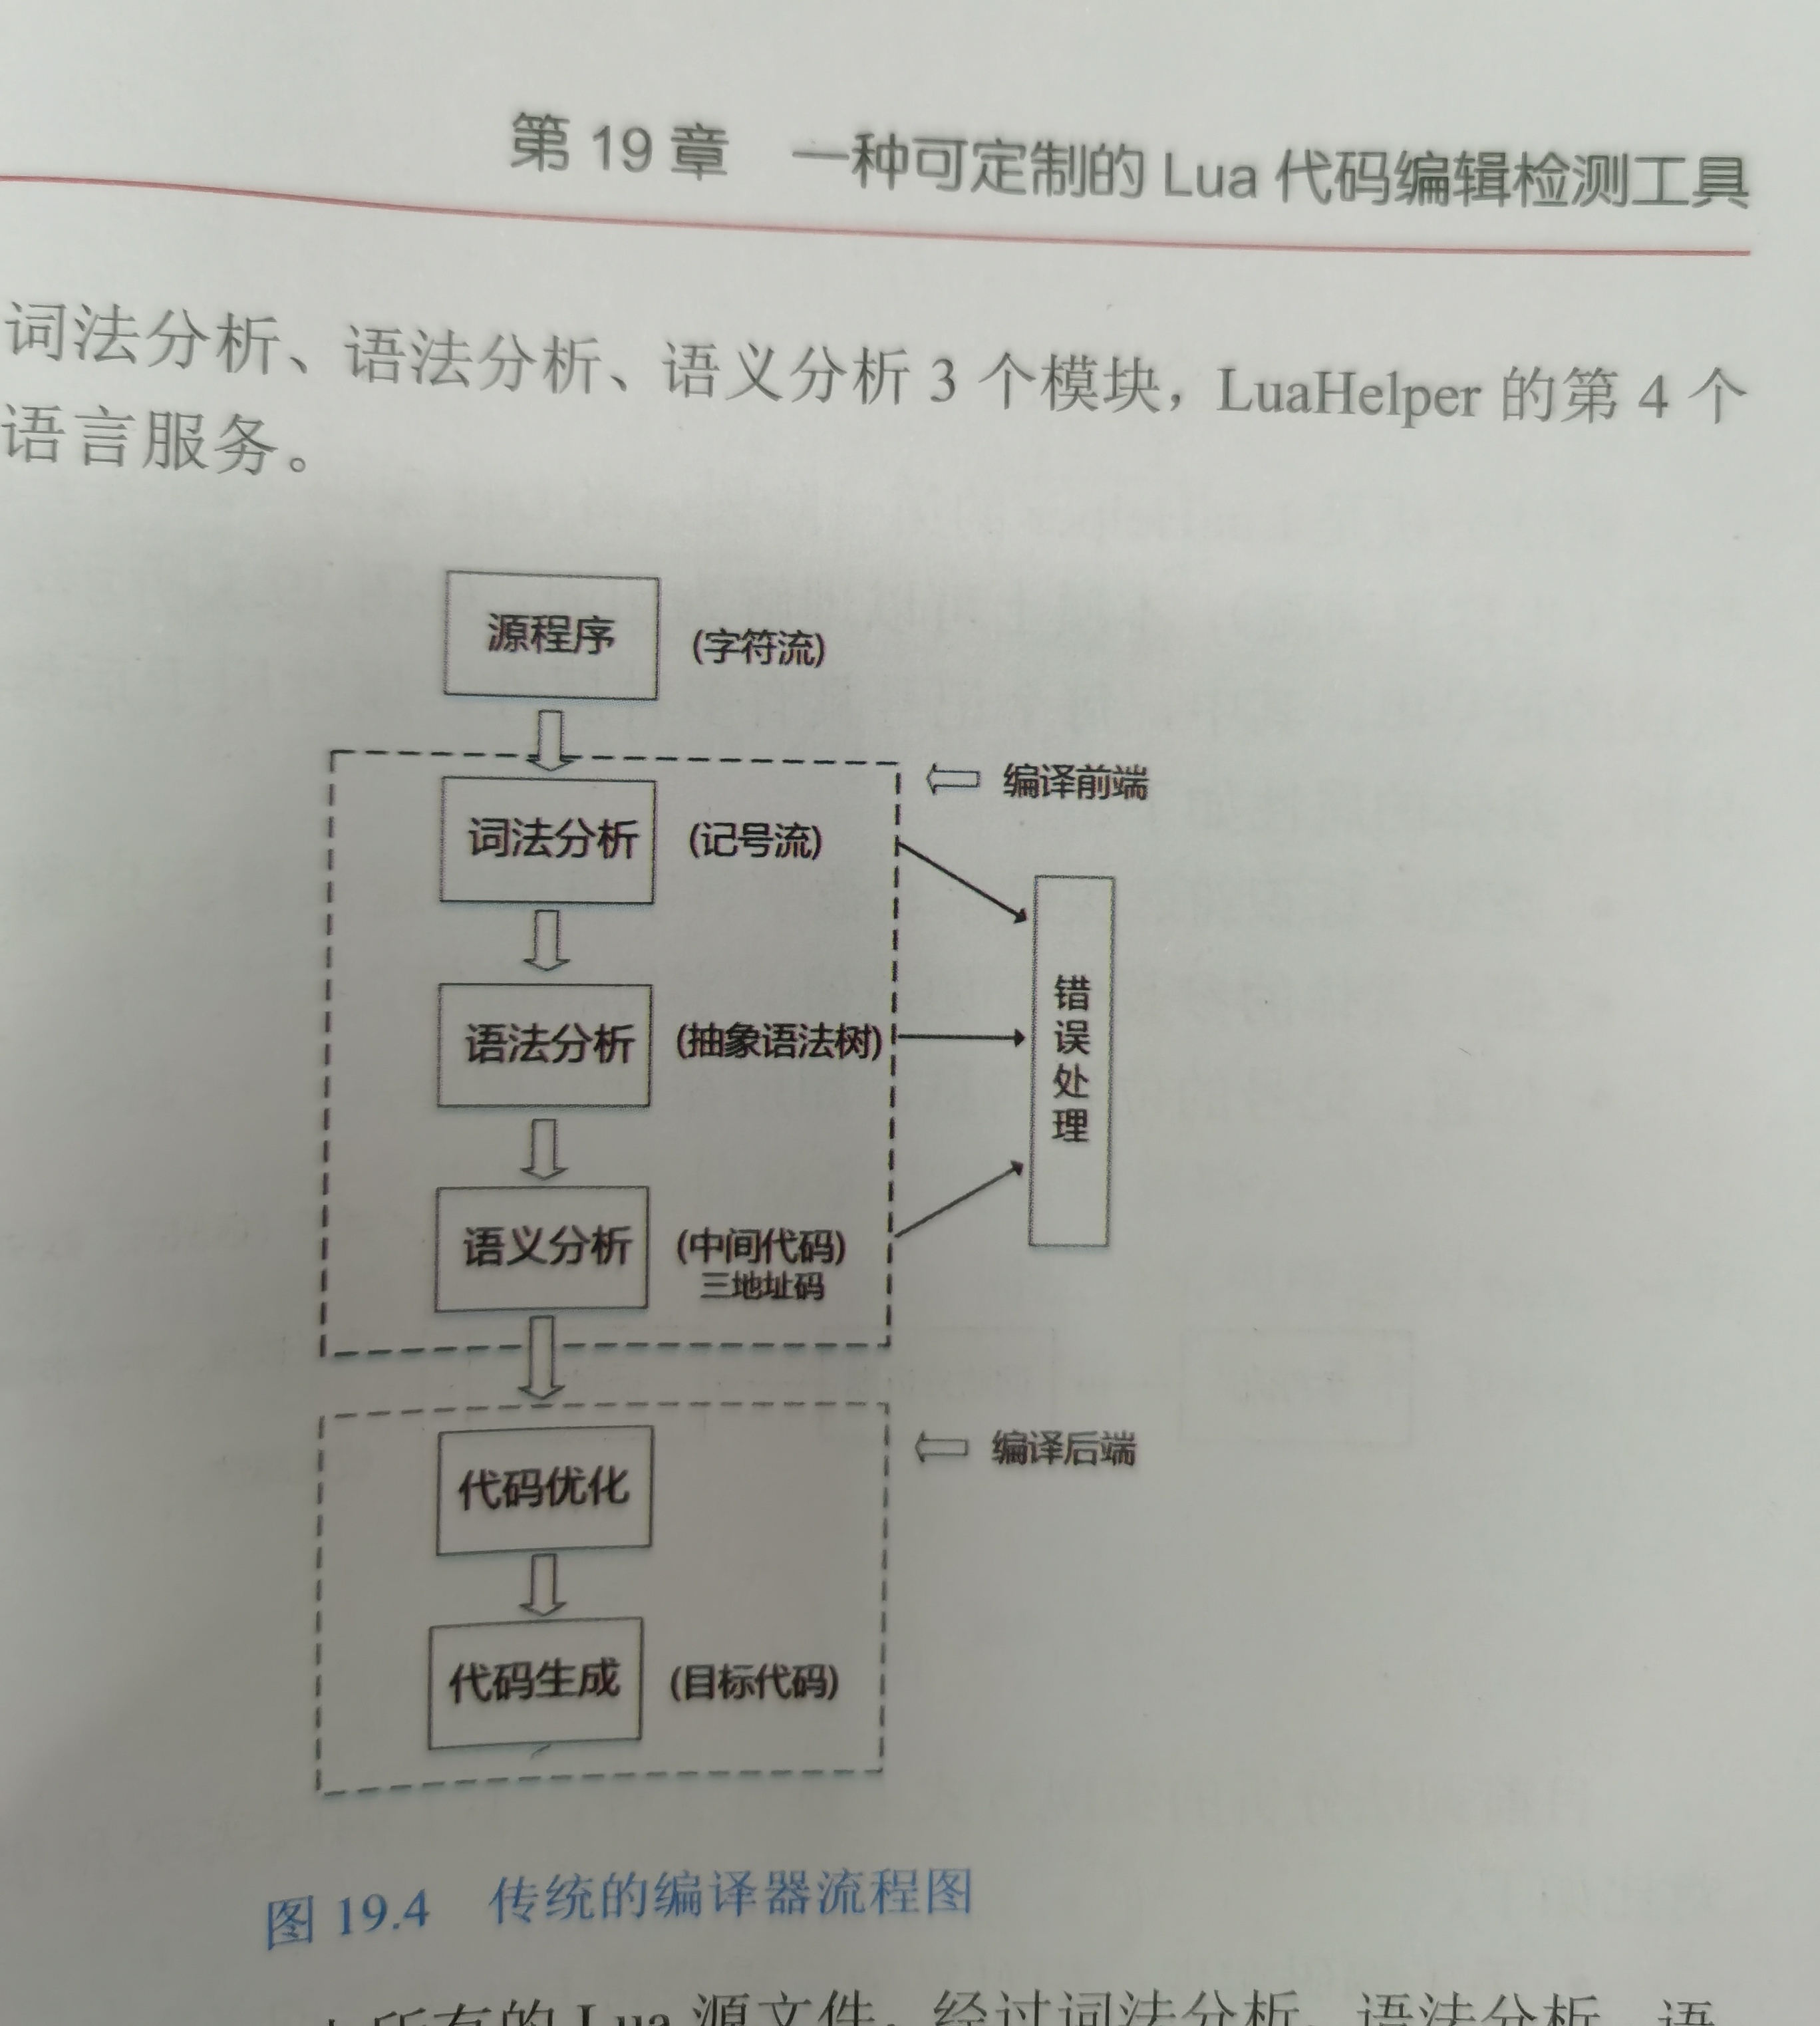 第 19 章 一种可定制的 Lua 代码编辑检测工具
词法分析、语法分析、语义分析 3 个模块，LuaHelper 的第 4 个
语言服务。
源程序 (字符流)
编译前端
词法分析 (记号流)
语法分析 (抽象语法树)
错误处理
语义分析 (中间代码)
三地址码
代码优化
编译后端
代码生成 (目标代码)
图 19.4 传统的编译器流程图
所有的 Lua 源文件，经过词法分析、语法分析、语